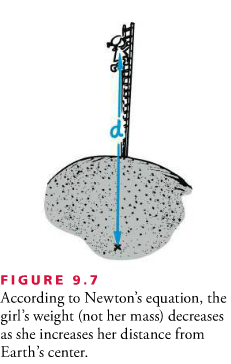 d
FIGURE 9.7
According to Newton's equation, the
girl's weight (not her mass) decreases
as she increases her distance from
Earth's center.